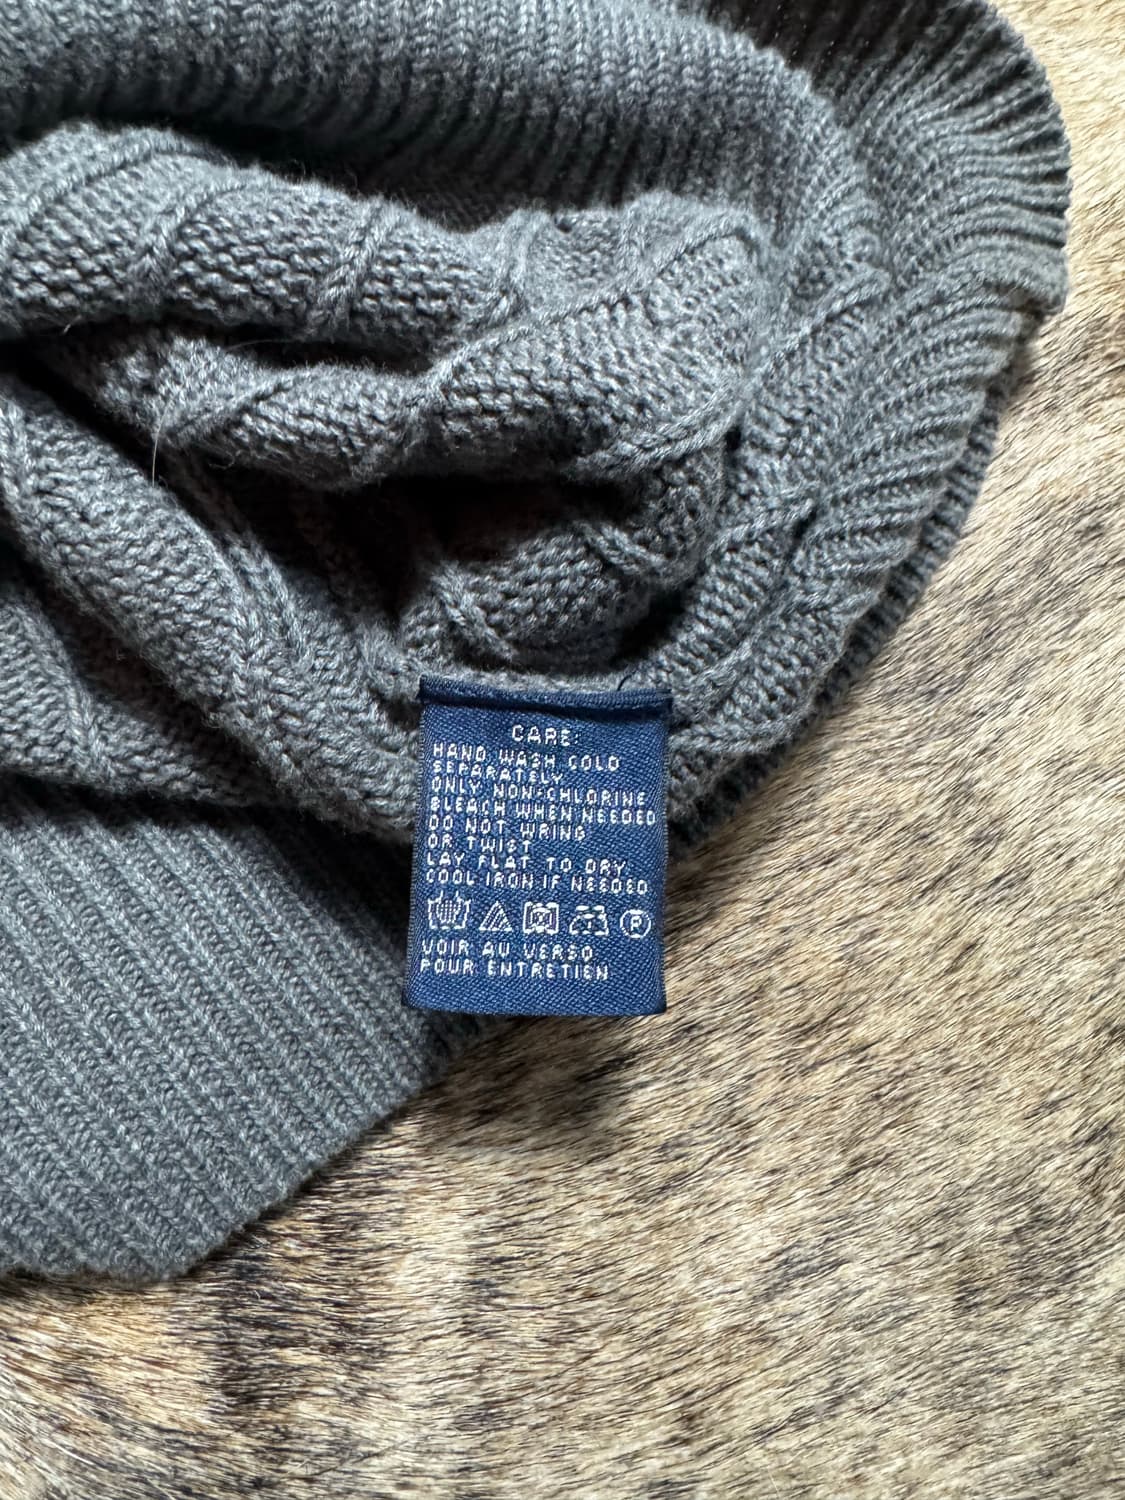 CARE:
HAND WASH COLD
SEPARATELY
ONLY NON-CHLORINE
BLEACH WHEN NEEDED
DO NOT WRING
OR TWIST
LAY FLAT TO DRY
COOL IRON IF NEEDED
P
VOIR AU VERSO
POUR ENTRETIEN